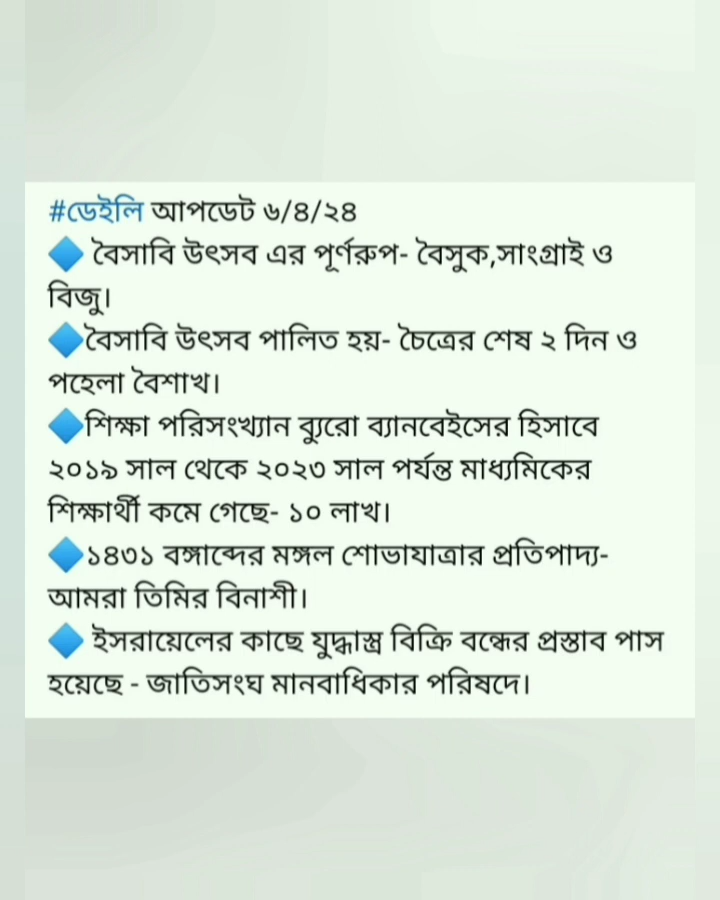 #ডেইলি আপডেট ৬/৪/২৪
🔷 বৈসাবি উৎসব এর পূর্ণরুপ- বৈসুক,সাংগ্রাই ও
বিজু।
🔷বৈসাবি উৎসব পালিত হয়- চৈত্রের শেষ ২ দিন ও
পহেলা বৈশাখ।
🔷শিক্ষা পরিসংখ্যান ব্যুরো ব্যানবেইসের হিসাবে
২০১৯ সাল থেকে ২০২৩ সাল পর্যন্ত মাধ্যমিকের
শিক্ষার্থী কমে গেছে- ১০ লাখ।
🔷১৪৩১ বঙ্গাব্দের মঙ্গল শোভাযাত্রার প্রতিপাদ্য-
আমরা তিমির বিনাশী।
🔷 ইসরায়েলের কাছে যুদ্ধাস্ত্র বিক্রি বন্ধের প্রস্তাব পাস
হয়েছে - জাতিসংঘ মানবাধিকার পরিষদে।